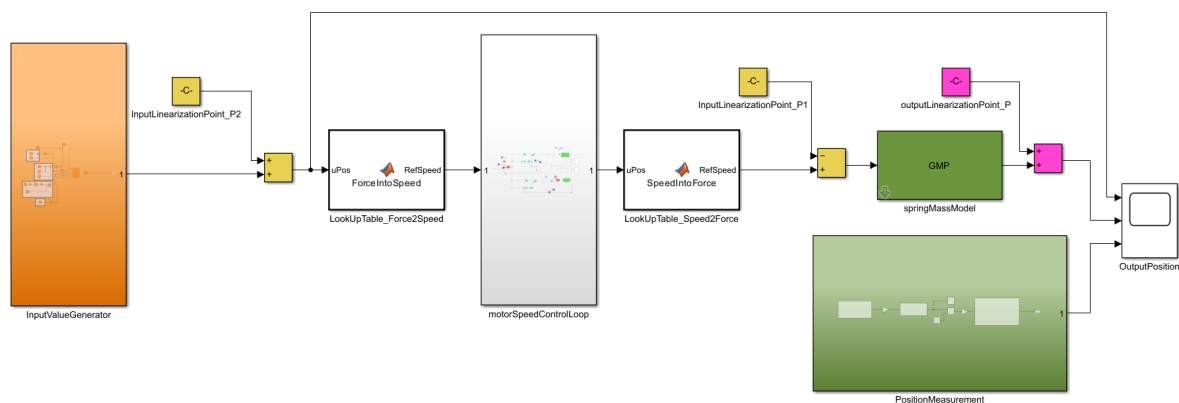 -C-
InputLinearizationPoint_P2
+
+
1
InputValueGenerator
uPos
RefSpeed
ForceIntoSpeed
LookUpTable_Force2Speed
1
1
motorSpeedControlLoop
uPos
RefSpeed
SpeedIntoForce
LookUpTable_Speed2Force
-C-
InputLinearizationPoint_P1
−
+
GMP
springMassModel
-C-
outputLinearizationPoint_P
+
+
OutputPosition
1
PositionMeasurement